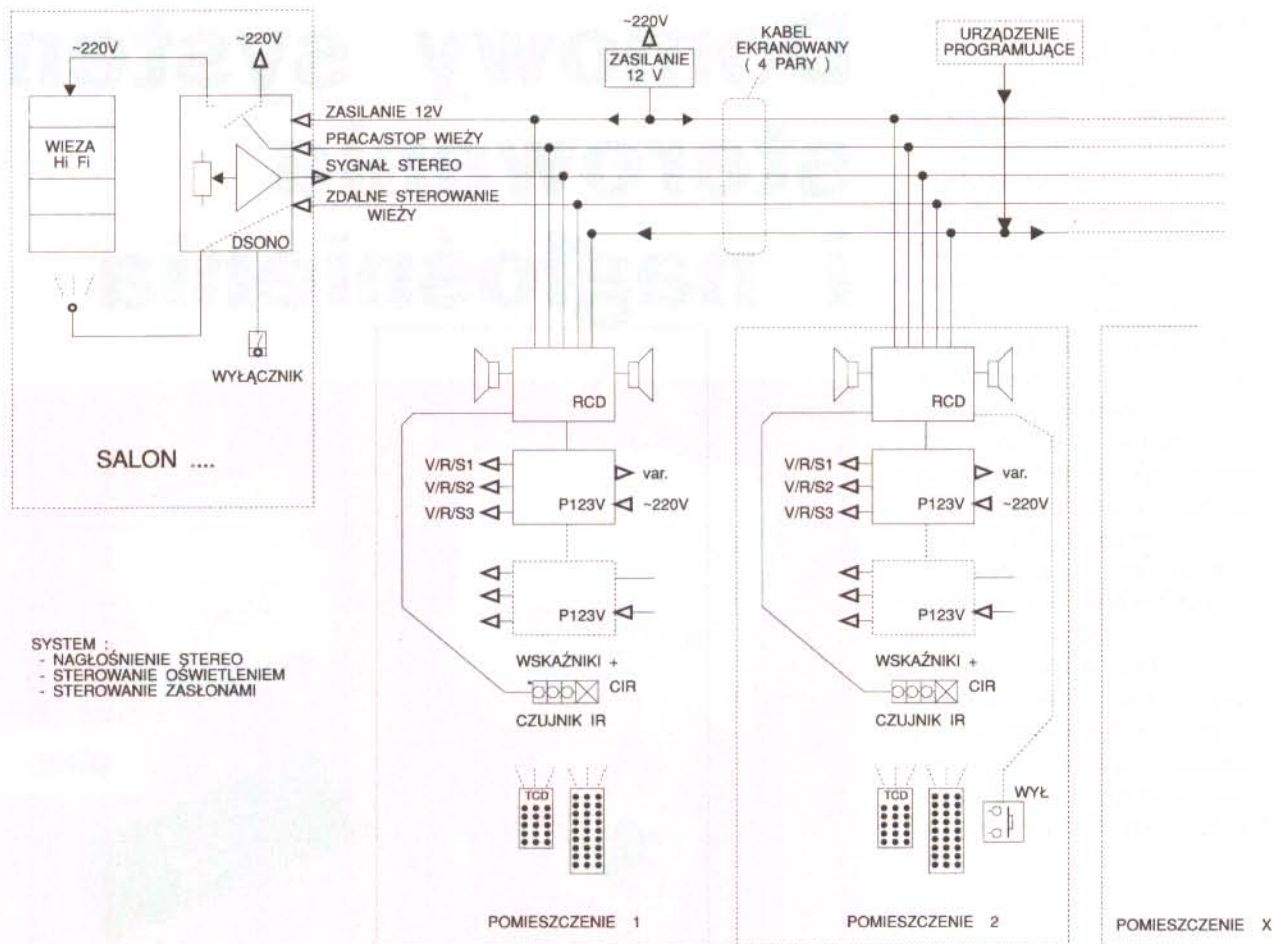 ~220V
~220V
WIEZA
Hi Fi
DSONO
WYŁĄCZNIK
SALON ....
ZASILANIE 12V
PRACA/STOP WIEŻY
SYGNAŁ STEREO
ZDALNE STEROWANIE
WIEŻY
~220V
ZASILANIE
12 V
KABEL
EKRANOWANY
( 4 PARY )
URZĄDZENIE
PROGRAMUJĄCE
SYSTEM :
- NAGŁOŚNIENIE STEREO
- STEROWANIE OŚWIETLENIEM
- STEROWANIE ZASŁONAMI
RCD
V/R/S1
V/R/S2
V/R/S3
var.
P123V
~220V
P123V
WSKAŹNIKI +
CIR
CZUJNIK IR
TCD
POMIESZCZENIE 1
RCD
V/R/S1
V/R/S2
V/R/S3
var.
P123V
~220V
P123V
WSKAŹNIKI +
CIR
CZUJNIK IR
TCD
WYŁ
POMIESZCZENIE 2
POMIESZCZENIE X